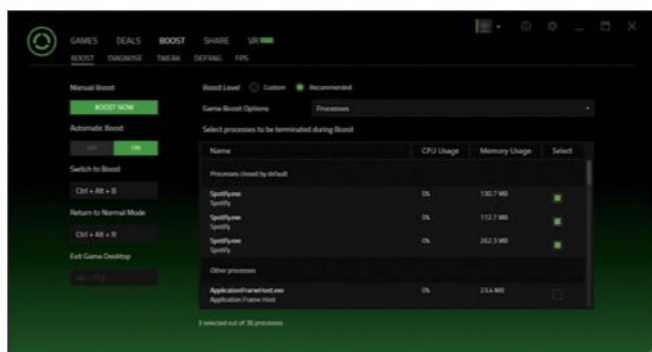 GAMES DEALS BOOST SHARE VR
BOOST DIAGNOSE TWEAK DEFRAG FPS
Manual Boost
BOOST NOW
Automatic Boost
ON
Switch to Boost
Ctrl + Alt + B
Return to Normal Mode
Ctrl + Alt + R
Exit Game Desktop
Boost Level Custom Recommended
Game Boost Options Processes
Select processes to be terminated during Boost
Name CPU Usage Memory Usage Select
Processes closed by default
Spotify.exe 0% 130.7 MB
Spotify
Spotify.exe 0% 112.7 MB
Spotify
Spotify.exe 0% 262.3 MB
Spotify
Other processes
ApplicationFrameHost.exe 0% 23.4 MB
Application Frame Host
3 selected out of 36 processes